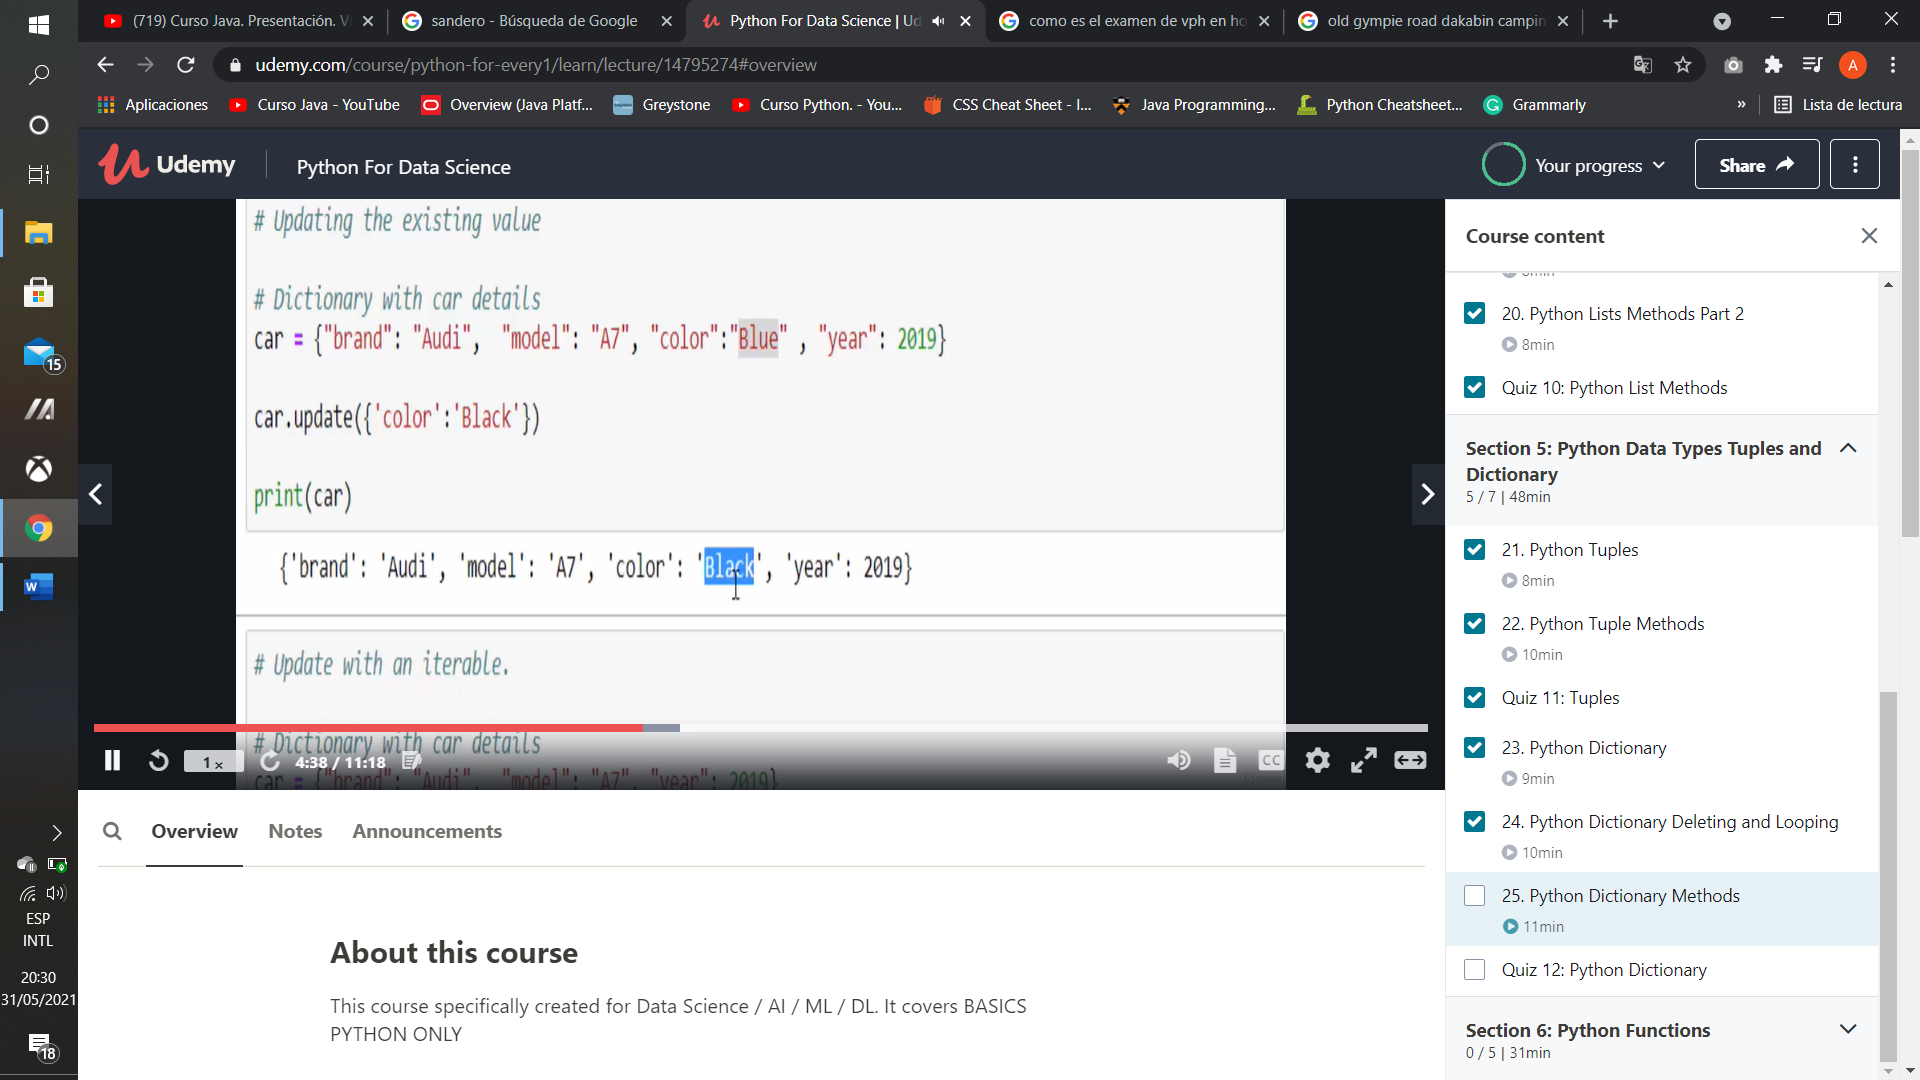 (719) Curso Java. Presentación. V
sandero - Búsqueda de Google
Python For Data Science | Ud
como es el examen de vph en ho
old gympie road dakabin campin
udemy.com/course/python-for-every1/learn/lecture/14795274#overview
A
Aplicaciones
Curso Java - YouTube
Overview (Java Platf...
Greystone
Curso Python. - You...
CSS Cheat Sheet - I...
Java Programming...
Python Cheatsheet...
Grammarly
»
Lista de lectura
Udemy
Python For Data Science
Your progress
Share
# Updating the existing value
# Dictionary with car details
car = {"brand": "Audi", "model": "A7", "color":"Blue" , "year": 2019}
car.update({'color':'Black'})
print(car)
{'brand': 'Audi', 'model': 'A7', 'color': 'Black', 'year': 2019}
# Update with an iterable.
# Dictionary with car details
car = {"brand": "Audi", "model": "A7", "year": 2019}
1 x
4:38 / 11:18
CC
Overview
Notes
Announcements
About this course
This course specifically created for Data Science / AI / ML / DL. It covers BASICS
PYTHON ONLY
Course content
8min
20. Python Lists Methods Part 2
8min
Quiz 10: Python List Methods
Section 5: Python Data Types Tuples and
Dictionary
5 / 7 | 48min
21. Python Tuples
8min
22. Python Tuple Methods
10min
Quiz 11: Tuples
23. Python Dictionary
9min
24. Python Dictionary Deleting and Looping
10min
25. Python Dictionary Methods
11min
Quiz 12: Python Dictionary
Section 6: Python Functions
0 / 5 | 31min
15
ESP
INTL
20:30
31/05/2021
18